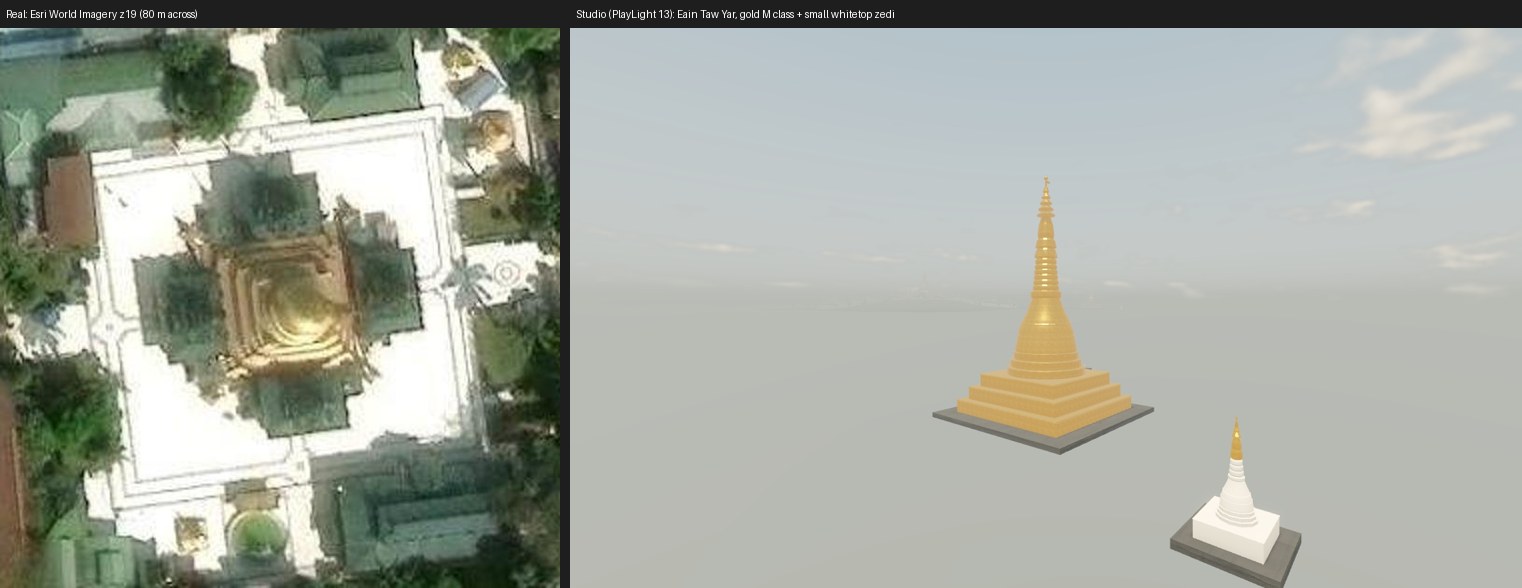 Real: Esri World Imagery z19 (80 m across)
Studio (PlayLight 13): Eain Taw Yar, gold M class + small whitetop zedi